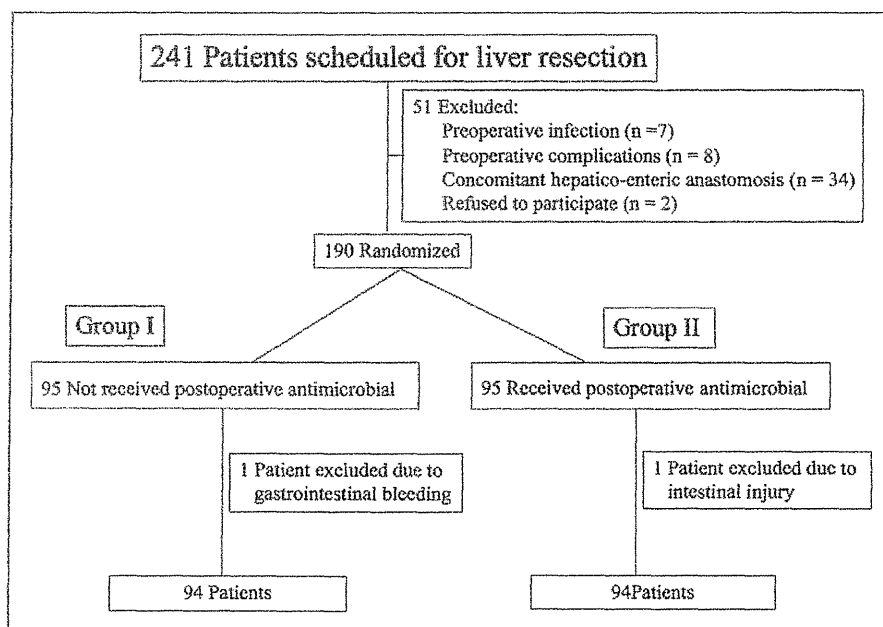 241 Patients scheduled for liver resection
51 Excluded:
Preoperative infection (n =7)
Preoperative complications (n = 8)
Concomitant hepatico-enteric anastomosis (n = 34)
Refused to participate (n = 2)
190 Randomized
Group I
Group II
95 Not received postoperative antimicrobial
95 Received postoperative antimicrobial
1 Patient excluded due to
gastrointestinal bleeding
1 Patient excluded due to
intestinal injury
94 Patients
94Patients